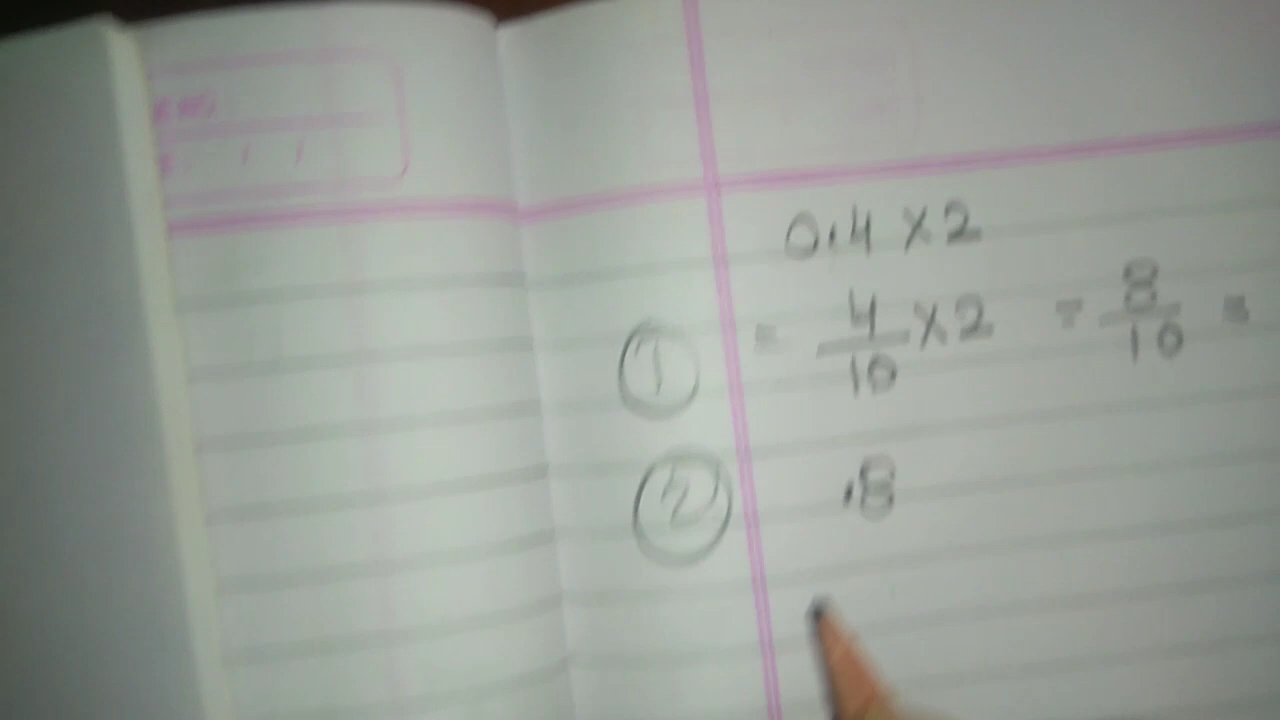 0.4 × 2
① = 4/10 × 2 = 8/10 =
② .8